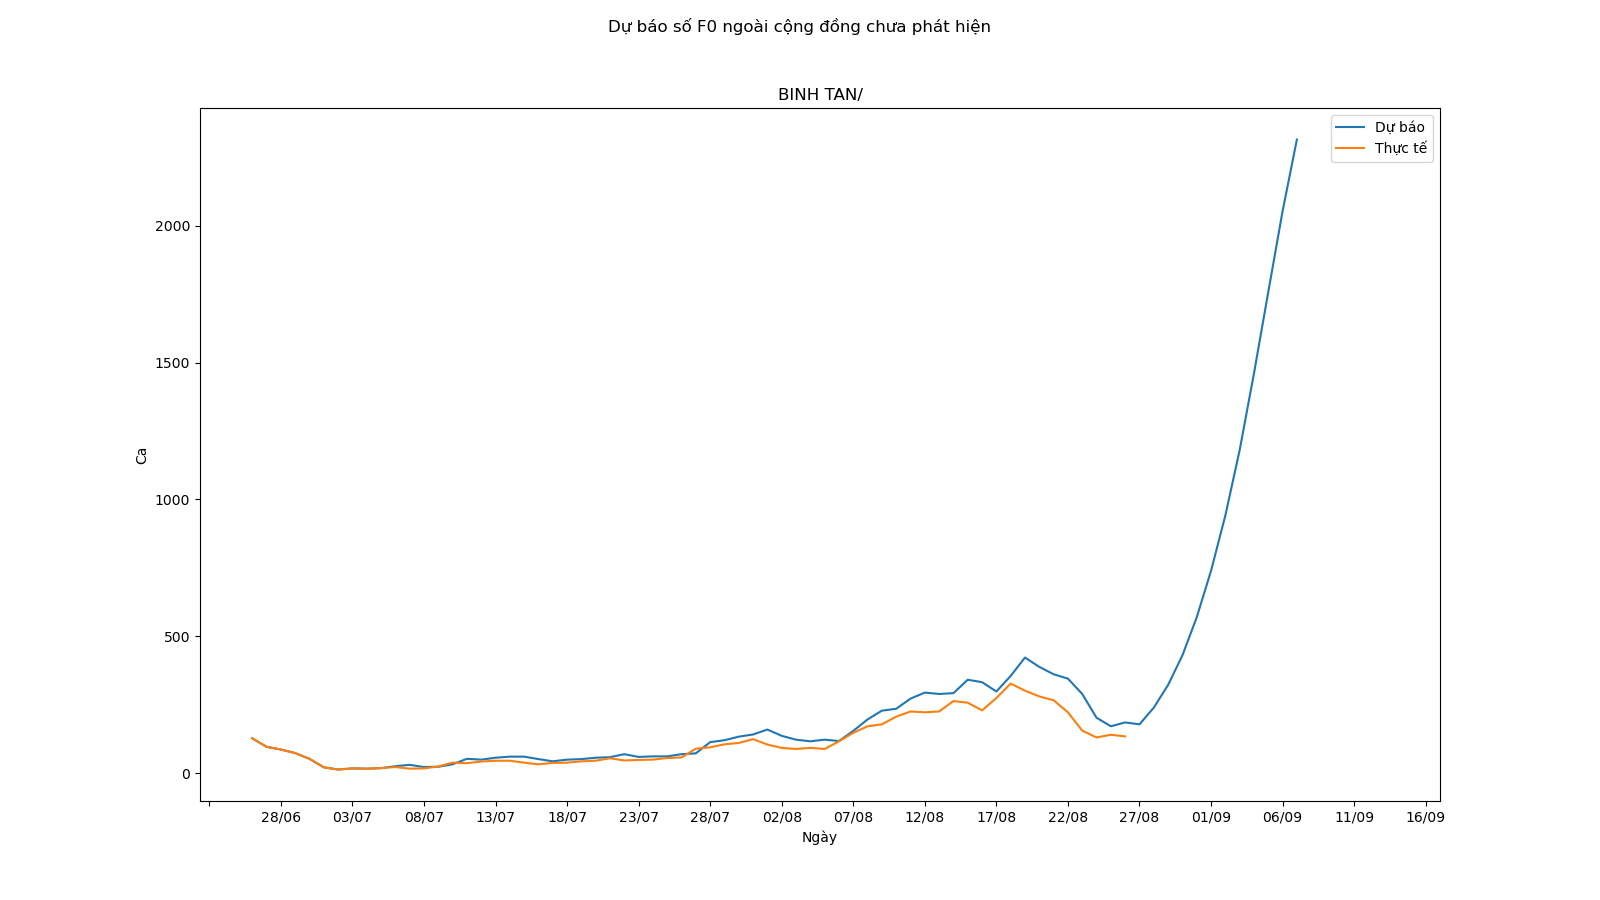 Dự báo số F0 ngoài cộng đồng chưa phát hiện
BINH TAN/
Dự báo
Thực tế
2000
1500
1000
500
0
Ca
28/06 03/07 08/07 13/07 18/07 23/07 28/07 02/08 07/08 12/08 17/08 22/08 27/08 01/09 06/09 11/09 16/09
Ngày